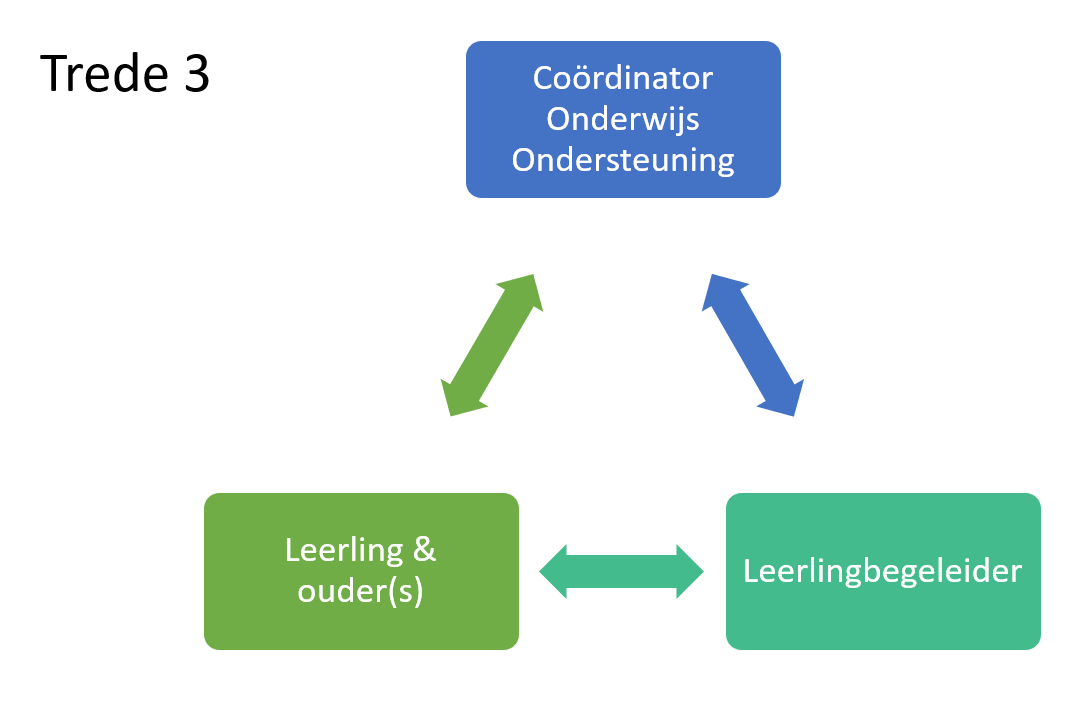 Trede 3
Coördinator
Onderwijs
Ondersteuning
Leerling &
ouder(s)
Leerlingbegeleider